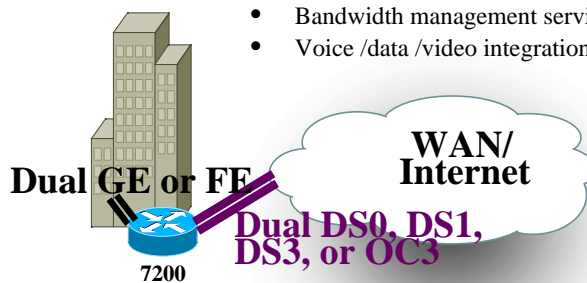 • Bandwidth management servi
• Voice /data /video integration
WAN/
Internet
Dual GE or FE
Dual DS0, DS1,
DS3, or OC3
7200